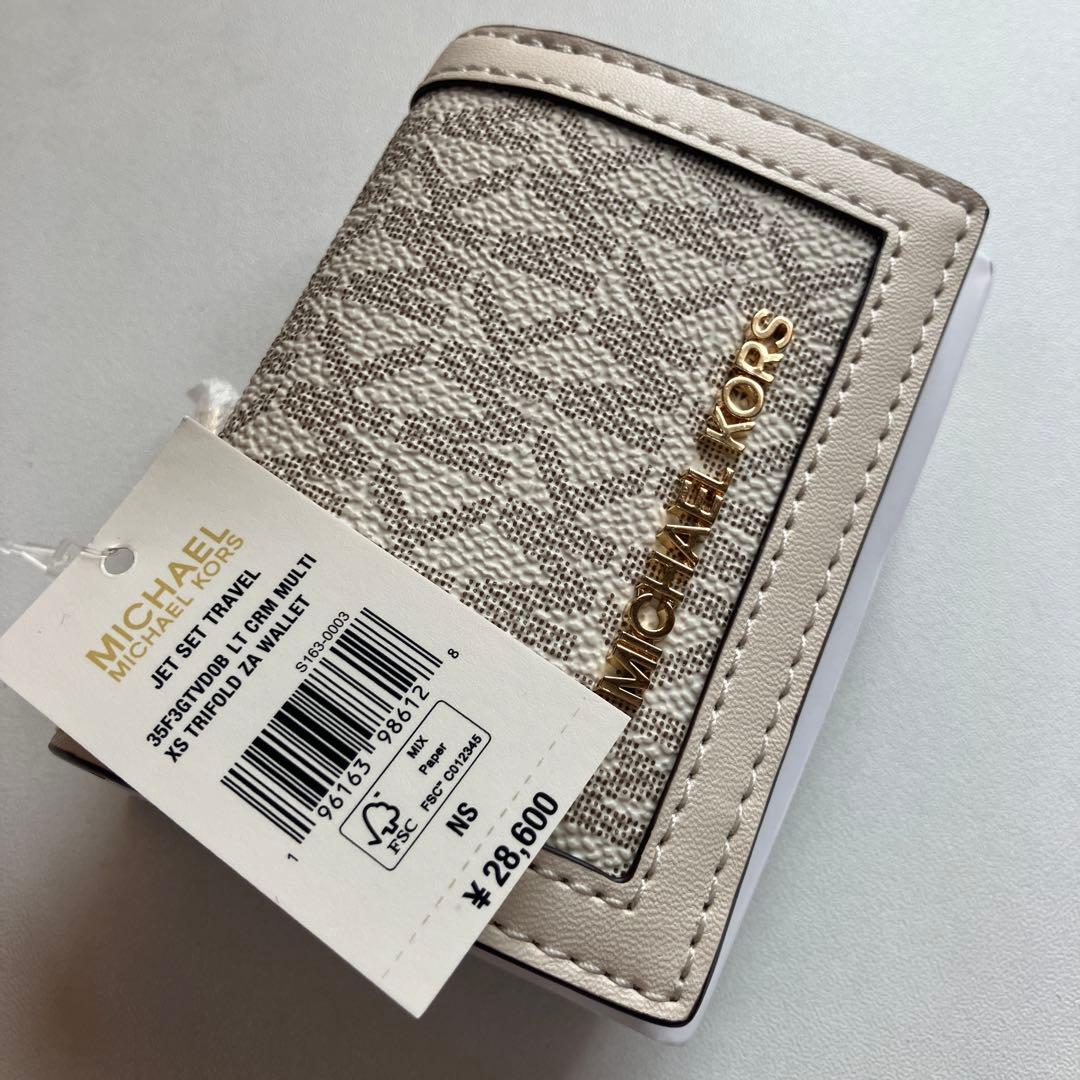 MICHAEL KORS
MICHAEL
MICHAEL KORS
JET SET TRAVEL
35F3GTVD0B LT CRM MULTI
XS TRIFOLD ZA WALLET
S163-0003
1 96163 98612 8
FSC
MIX
Paper
FSC™ C012345
NS
¥28,600